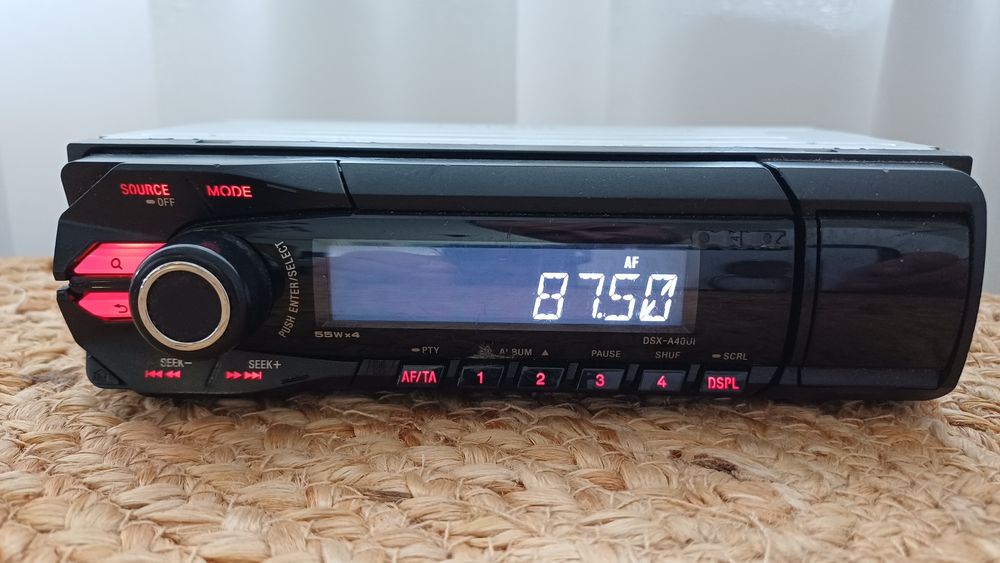 SOURCE MODE
OFF
AF
87.50
PUSH ENTER/SELECT
55W×4
DSX-A40UI
PTY ALBUM ▲ PAUSE SHUF SCRL
SEEK- SEEK+
AF/TA 1 2 3 4 DSPL